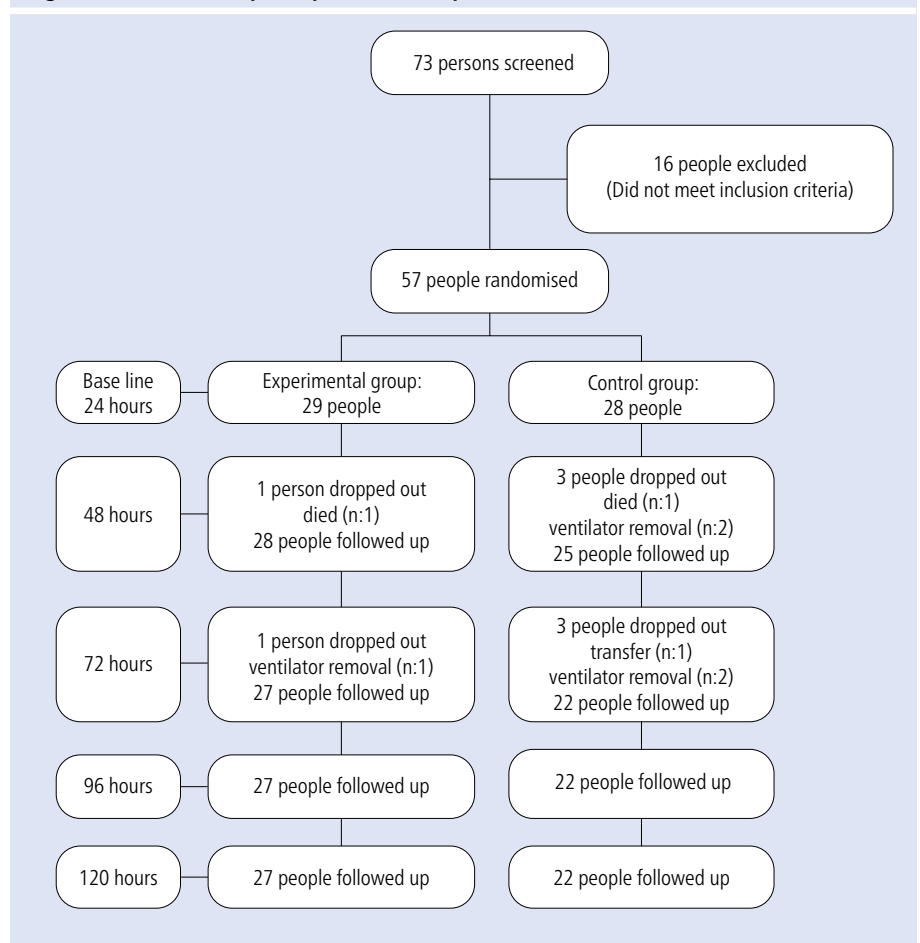 73 persons screened
16 people excluded
(Did not meet inclusion criteria)
57 people randomised
Base line
24 hours
Experimental group:
29 people
Control group:
28 people
48 hours
1 person dropped out
died (n:1)
28 people followed up
3 people dropped out
died (n:1)
ventilator removal (n:2)
25 people followed up
72 hours
1 person dropped out
ventilator removal (n:1)
27 people followed up
3 people dropped out
transfer (n:1)
ventilator removal (n:2)
22 people followed up
96 hours
27 people followed up
22 people followed up
120 hours
27 people followed up
22 people followed up